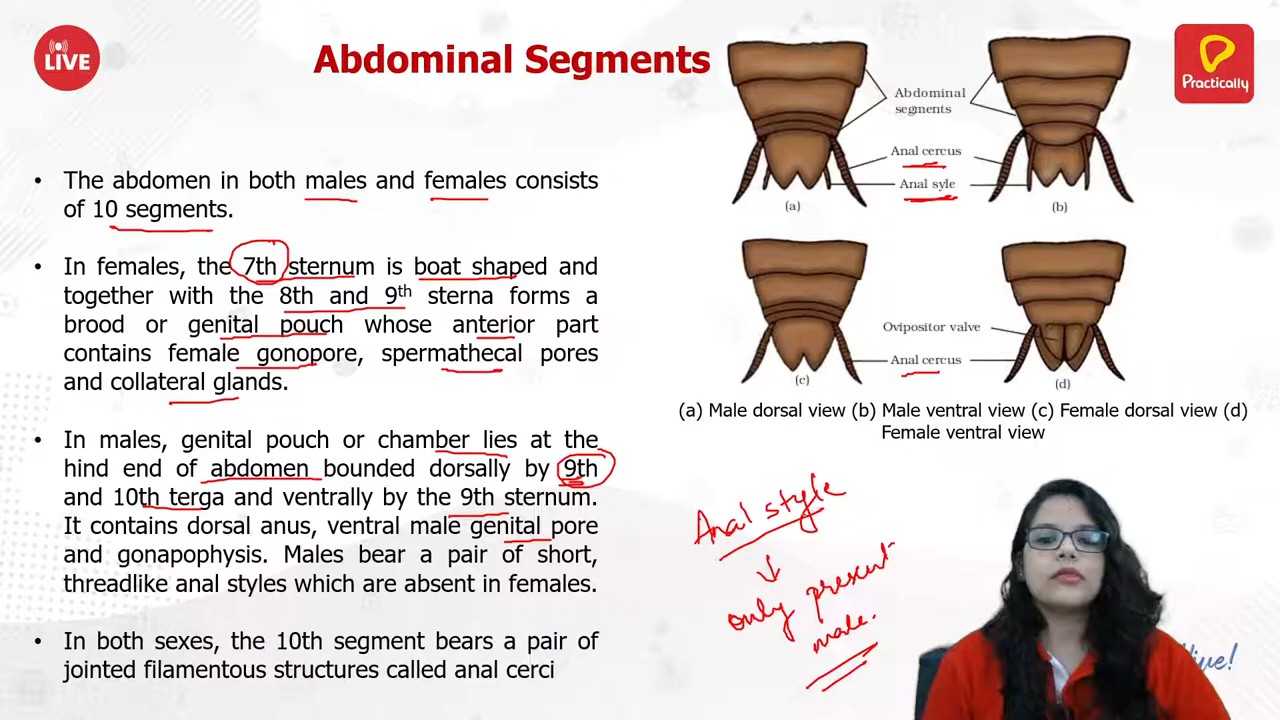 LIVE
Abdominal Segments
Practically
• The abdomen in both males and females consists
of 10 segments.
• In females, the 7th sternum is boat shaped and
together with the 8th and 9th sterna forms a
brood or genital pouch whose anterior part
contains female gonopore, spermathecal pores
and collateral glands.
• In males, genital pouch or chamber lies at the
hind end of abdomen bounded dorsally by 9th
and 10th terga and ventrally by the 9th sternum.
It contains dorsal anus, ventral male genital pore
and gonapophysis. Males bear a pair of short,
threadlike anal styles which are absent in females.
• In both sexes, the 10th segment bears a pair of
jointed filamentous structures called anal cerci
Abdominal
segments
Anal cercus
Anal syle
(a)
(b)
Ovipositor valve
Anal cercus
(c)
(d)
(a) Male dorsal view (b) Male ventral view (c) Female dorsal view (d)
Female ventral view
Anal style
only present
male.